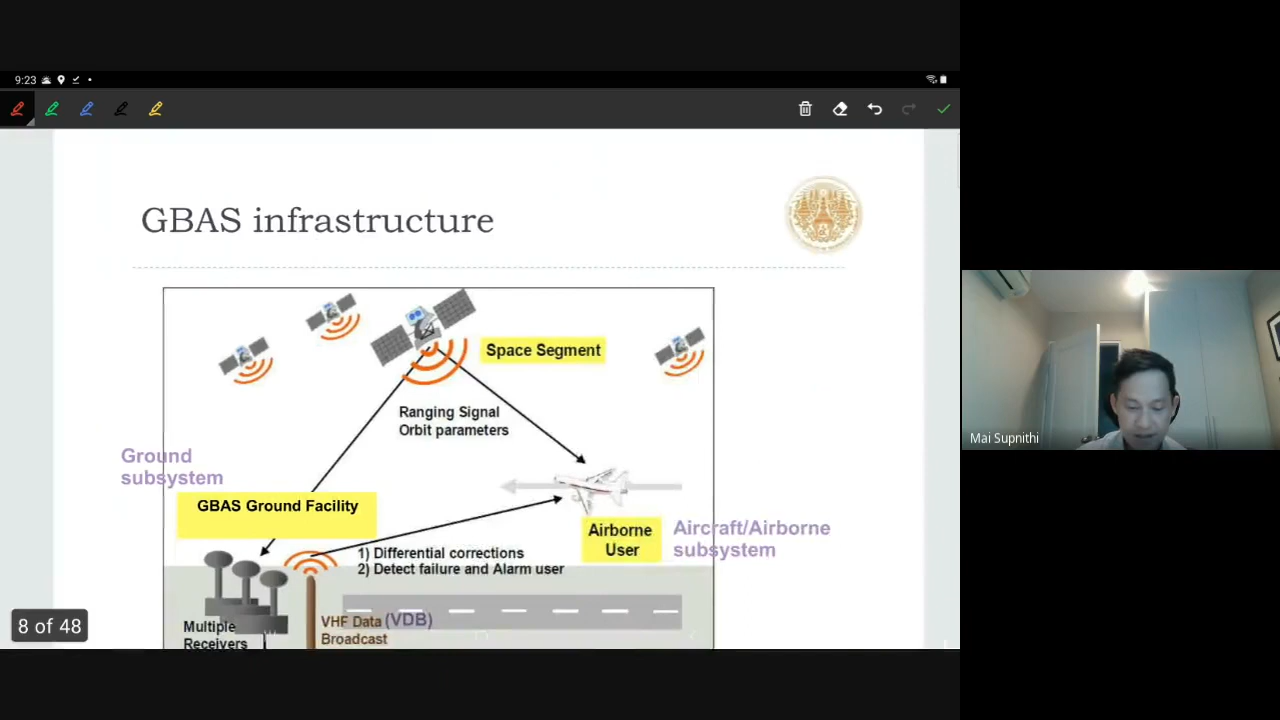 9:23
GBAS infrastructure
Space Segment
Ranging Signal
Orbit parameters
Ground
subsystem
GBAS Ground Facility
Airborne
User
Aircraft/Airborne
subsystem
1) Differential corrections
2) Detect failure and Alarm user
Multiple
Receivers
VHF Data (VDB)
Broadcast
8 of 48
Mai Supnithi